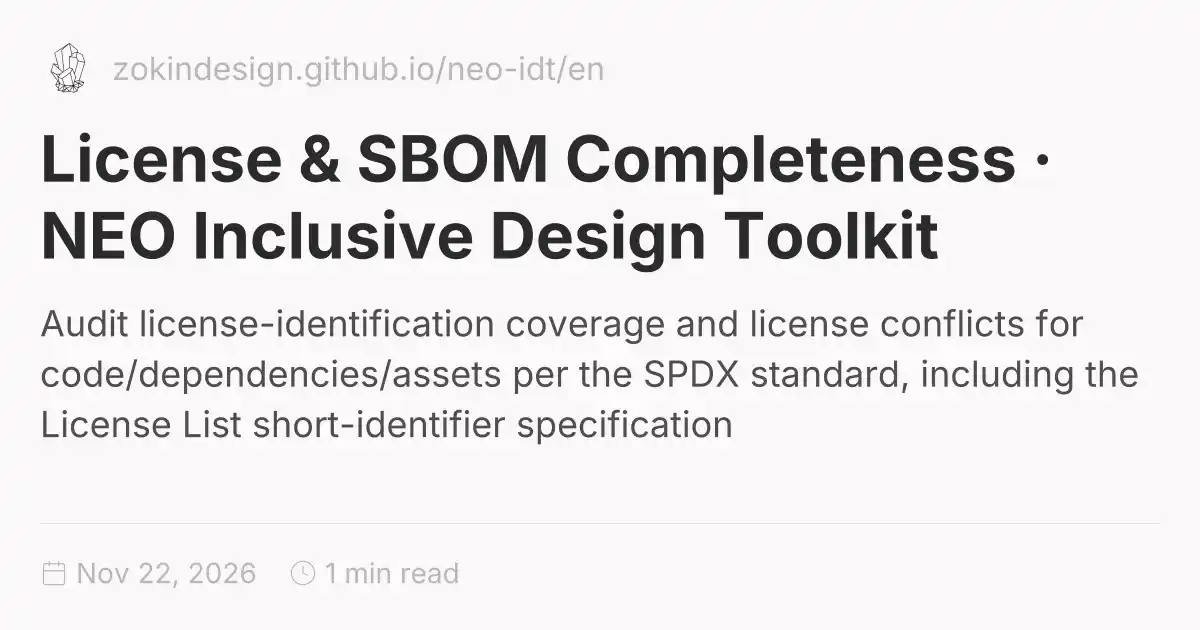 zokindesign.github.io/neo-idt/en
License & SBOM Completeness ·
NEO Inclusive Design Toolkit
Audit license-identification coverage and license conflicts for
code/dependencies/assets per the SPDX standard, including the
License List short-identifier specification
Nov 22, 2026 1 min read